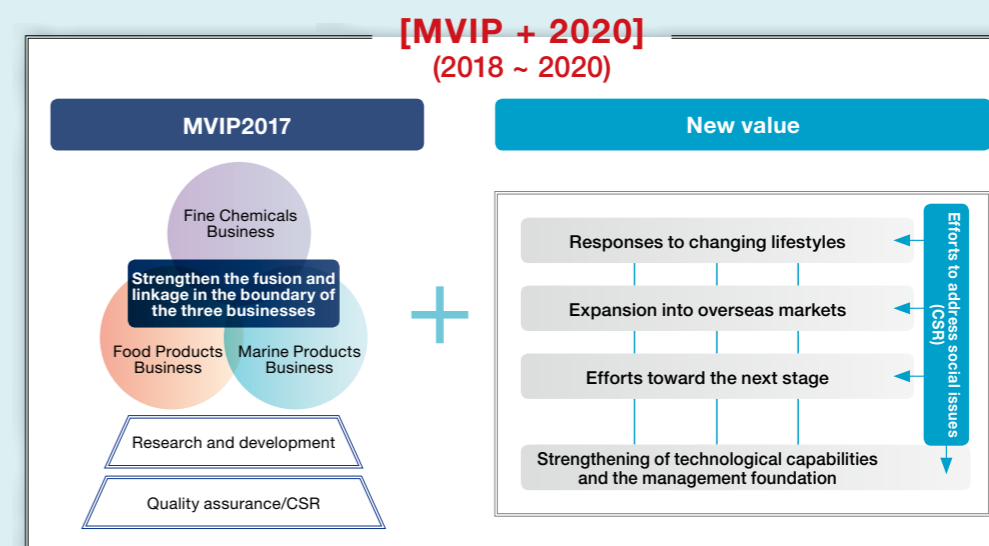 [MVIP + 2020]
(2018 ~ 2020)
MVIP2017
Fine Chemicals
Business
Strengthen the fusion and
linkage in the boundary of
the three businesses
Food Products
Business
Marine Products
Business
Research and development
Quality assurance/CSR
+
New value
Responses to changing lifestyles
Expansion into overseas markets
Efforts toward the next stage
Strengthening of technological capabilities
and the management foundation
Efforts to address social issues
(CSR)